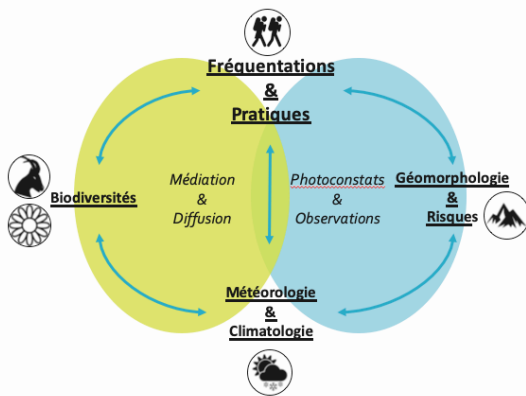 Fréquentations
&
Pratiques
Médiation
&
Diffusion
Photoconstats
&
Observations
Biodiversités
Géomorphologie
&
Risques
Météorologie
&
Climatologie